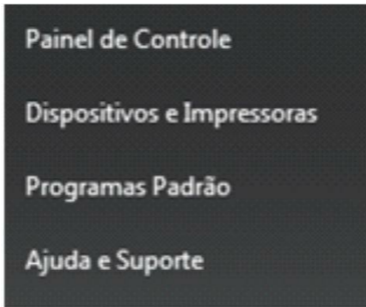 Painel de Controle
Dispositivos e Impressoras
Programas Padrão
Ajuda e Suporte